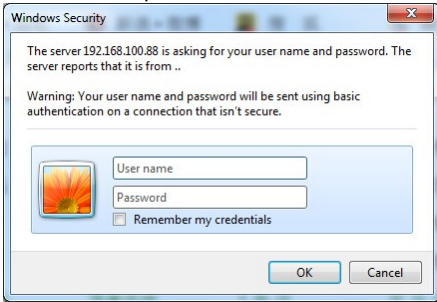 Windows Security
The server 192.168.100.88 is asking for your user name and password. The
server reports that it is from ..
Warning: Your user name and password will be sent using basic
authentication on a connection that isn't secure.
User name
Password
Remember my credentials
OK
Cancel